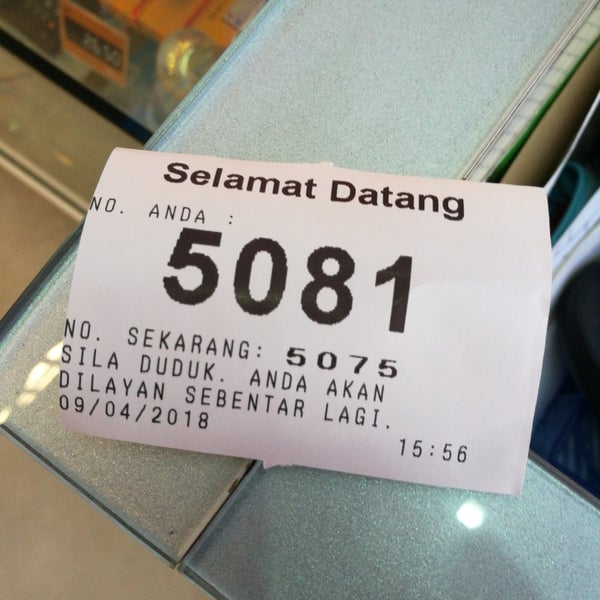 Selamat Datang
NO. ANDA :
5081
NO. SEKARANG: 5075
SILA DUDUK. ANDA AKAN
DILAYAN SEBENTAR LAGI.
09/04/2018 15:56